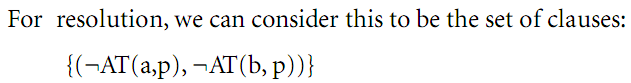 For resolution, we can consider this to be the set of clauses:
{(¬AT(a,p), ¬AT(b, p))}